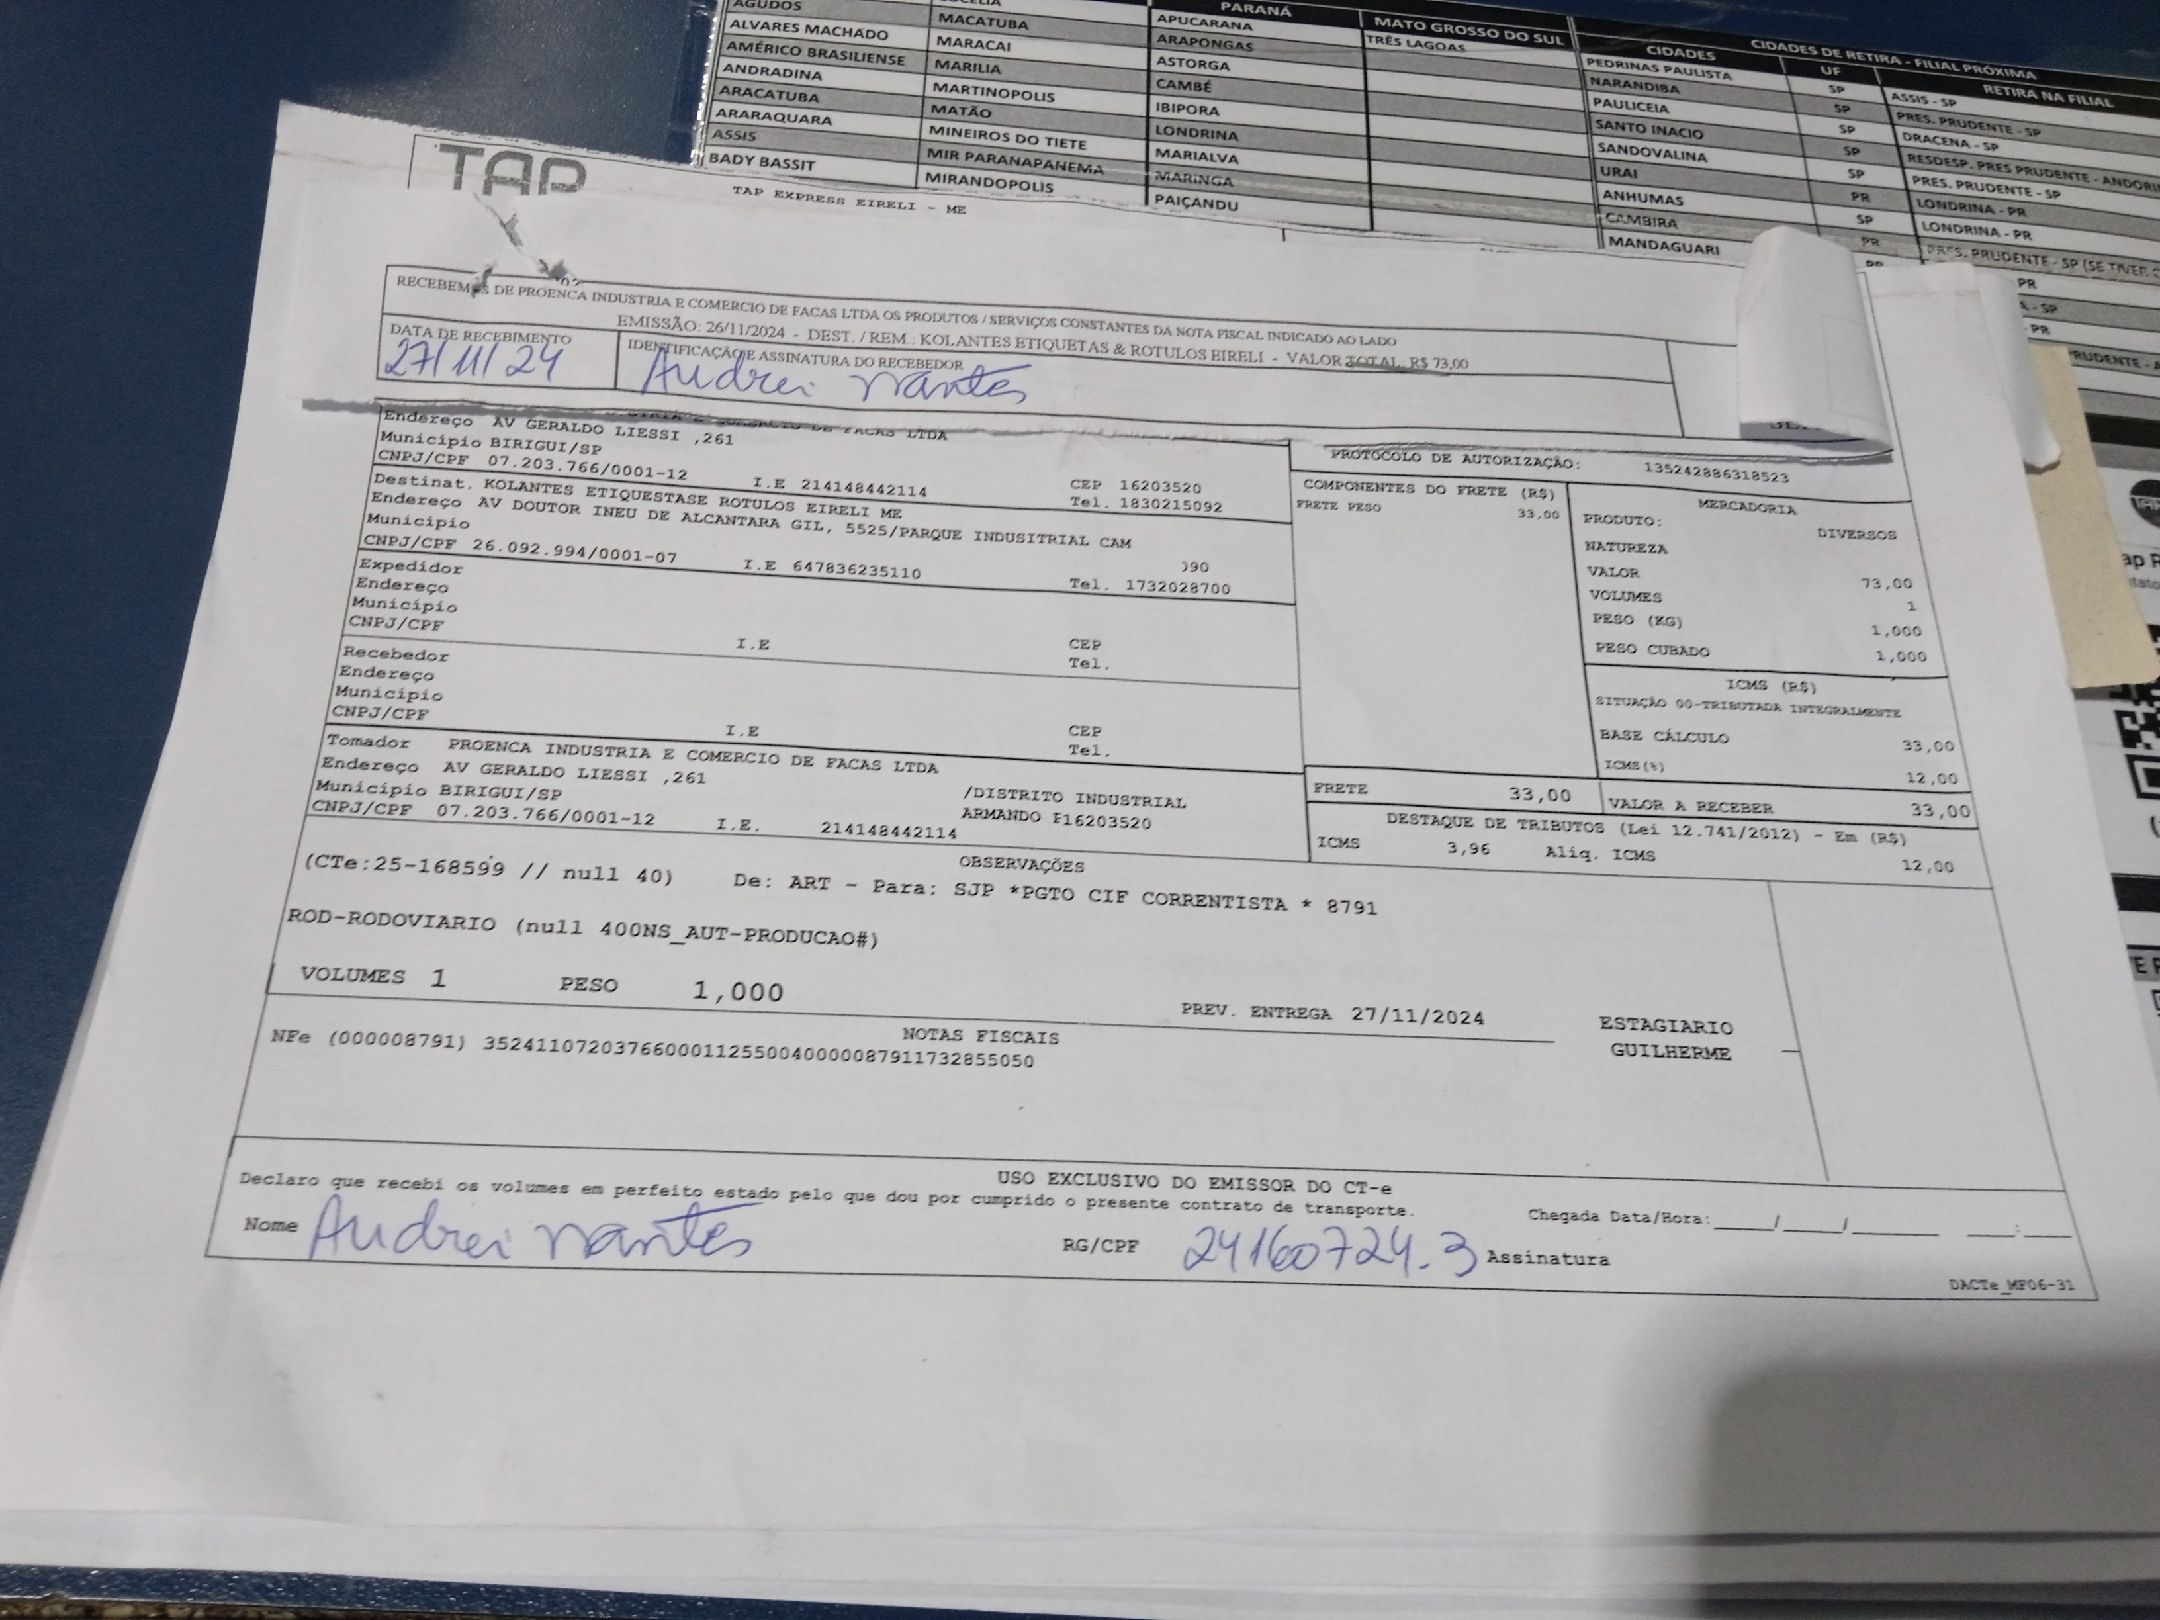 AGUDOS
ALVARES MACHADO
AMÉRICO BRASILIENSE
ANDRADINA
ARACATUBA
ARARAQUARA
ASSIS
BADY BASSIT
MACATUBA
MARACAI
MARILIA
MARTINOPOLIS
MATÃO
MINEIROS DO TIETE
MIR PARANAPANEMA
MIRANDOPOLIS
PARANÁ
APUCARANA
ARAPONGAS
ASTORGA
CAMBÉ
IBIPORA
LONDRINA
MARIALVA
MARINGA
PAIÇANDU
MATO GROSSO DO SUL
TRÊS LAGOAS
CIDADES DE RETIRA - FILIAL PRÓXIMA
CIDADES UF RETIRA NA FILIAL
PEDRINAS PAULISTA SP ASSIS - SP
NARANDIBA SP PRES. PRUDENTE - SP
PAULICEIA SP DRACENA - SP
SANTO INACIO SP
SANDOVALINA SP PRES. PRUDENTE - SP
URAI PR LONDRINA - PR
ANHUMAS SP LONDRINA - PR
CAMBIRA PR
MANDAGUARI
TAP
TAP EXPRESS EIRELI - ME
RECEBEMOS DE PROENCA INDUSTRIA E COMERCIO DE FACAS LTDA OS PRODUTOS / SERVIÇOS CONSTANTES DA NOTA FISCAL INDICADO AO LADO
EMISSÃO: 26/11/2024 - DEST. / REM.: KOLANTES ETIQUETAS & ROTULOS EIRELI - VALOR TOTAL: R$ 73,00
DATA DE RECEBIMENTO IDENTIFICAÇÃO E ASSINATURA DO RECEBEDOR
27/11/24 Audrei Nantes
Endereço AV GERALDO LIESSI ,261
Município BIRIGUI/SP CEP 16203520
CNPJ/CPF 07.203.766/0001-12 I.E 214148442114 Tel. 1830215092
Destinat. KOLANTES ETIQUESTASE ROTULOS EIRELI ME
Endereço AV DOUTOR INEU DE ALCANTARA GIL, 5525/PARQUE INDUSITRIAL CAM
Município )90
CNPJ/CPF 26.092.994/0001-07 I.E 647836235110 Tel. 1732028700
Expedidor
Endereço
Município CEP
CNPJ/CPF I.E Tel.
Recebedor
Endereço
Município CEP
CNPJ/CPF I.E Tel.
Tomador PROENCA INDUSTRIA E COMERCIO DE FACAS LTDA
Endereço AV GERALDO LIESSI ,261 /DISTRITO INDUSTRIAL
Município BIRIGUI/SP ARMANDO P16203520
CNPJ/CPF 07.203.766/0001-12 I.E. 214148442114
PROTOCOLO DE AUTORIZAÇÃO: 135242886318523
COMPONENTES DO FRETE (R$)
FRETE PESO 33,00
MERCADORIA
PRODUTO: DIVERSOS
NATUREZA
VALOR 73,00
VOLUMES 1
PESO (KG) 1,000
PESO CUBADO 1,000
ICMS (R$)
SITUAÇÃO 00-TRIBUTADA INTEGRALMENTE
BASE CÁLCULO 33,00
ICMS(%) 12,00
FRETE 33,00 VALOR A RECEBER 33,00
DESTAQUE DE TRIBUTOS (Lei 12.741/2012) - Em (R$)
ICMS 3,96 Aliq. ICMS 12,00
OBSERVAÇÕES
(CTe:25-168599 // null 40) De: ART - Para: SJP *PGTO CIF CORRENTISTA * 8791
ROD-RODOVIARIO (null 400NS_AUT-PRODUCAO#)
VOLUMES 1 PESO 1,000 PREV. ENTREGA 27/11/2024 ESTAGIARIO
GUILHERME
NOTAS FISCAIS
NFe (000008791) 35241107203766000112550040000087911732855050
USO EXCLUSIVO DO EMISSOR DO CT-e
Declaro que recebi os volumes em perfeito estado pelo que dou por cumprido o presente contrato de transporte.
Chegada Data/Hora:_____/_____/_______ ____:____
Nome Audrei Nantes RG/CPF 24160724.3 Assinatura
DACTe_MF06-31